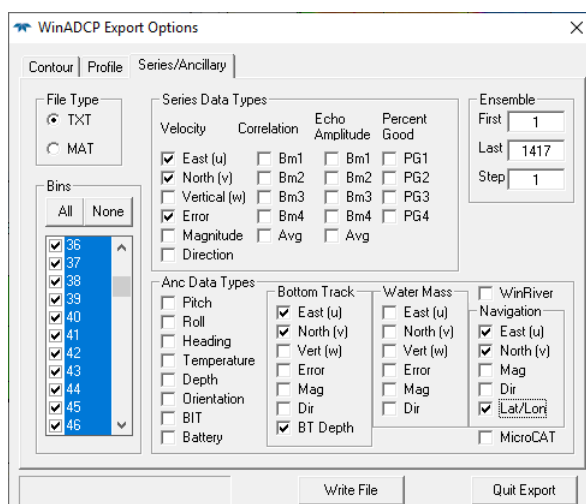 WinADCP Export Options
Contour Profile Series/Ancillary
File Type
TXT
MAT
Bins
All None
36
37
38
39
40
41
42
43
44
45
46
Series Data Types
Velocity Correlation Echo Amplitude Percent Good
East (u) Bm1 Bm1 PG1
North (v) Bm2 Bm2 PG2
Vertical (w) Bm3 Bm3 PG3
Error Bm4 Bm4 PG4
Magnitude Avg Avg
Direction
Ensemble
First 1
Last 1417
Step 1
Anc Data Types
Pitch
Roll
Heading
Temperature
Depth
Orientation
BIT
Battery
Bottom Track
East (u)
North (v)
Vert (w)
Error
Mag
Dir
BT Depth
Water Mass
East (u)
North (v)
Vert (w)
Error
Mag
Dir
WinRiver
Navigation
East (u)
North (v)
Mag
Dir
Lat/Lon
MicroCAT
Write File Quit Export